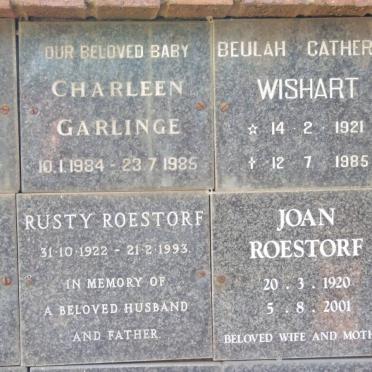 OUR BELOVED BABY
CHARLEEN
GARLINGE
10.1.1984 - 23.7.1985
BEULAH CATHER
WISHART
☆ 14 2 1921
† 12 7 1985
RUSTY ROESTORF
31·10·1922 - 21·2·1993
IN MEMORY OF
A BELOVED HUSBAND
AND FATHER
JOAN
ROESTORF
20 . 3 . 1920
5 . 8 . 2001
BELOVED WIFE AND MOTH